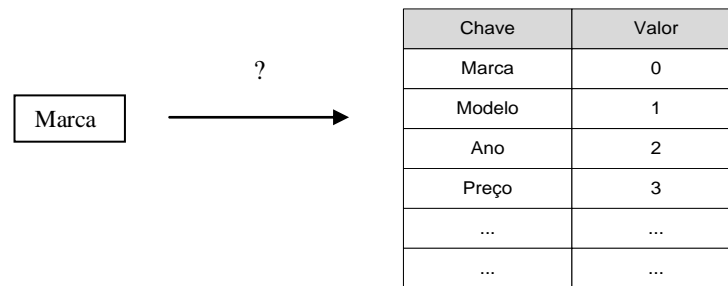 ?
Marca
Chave Valor
Marca 0
Modelo 1
Ano 2
Preço 3
... ...
... ...